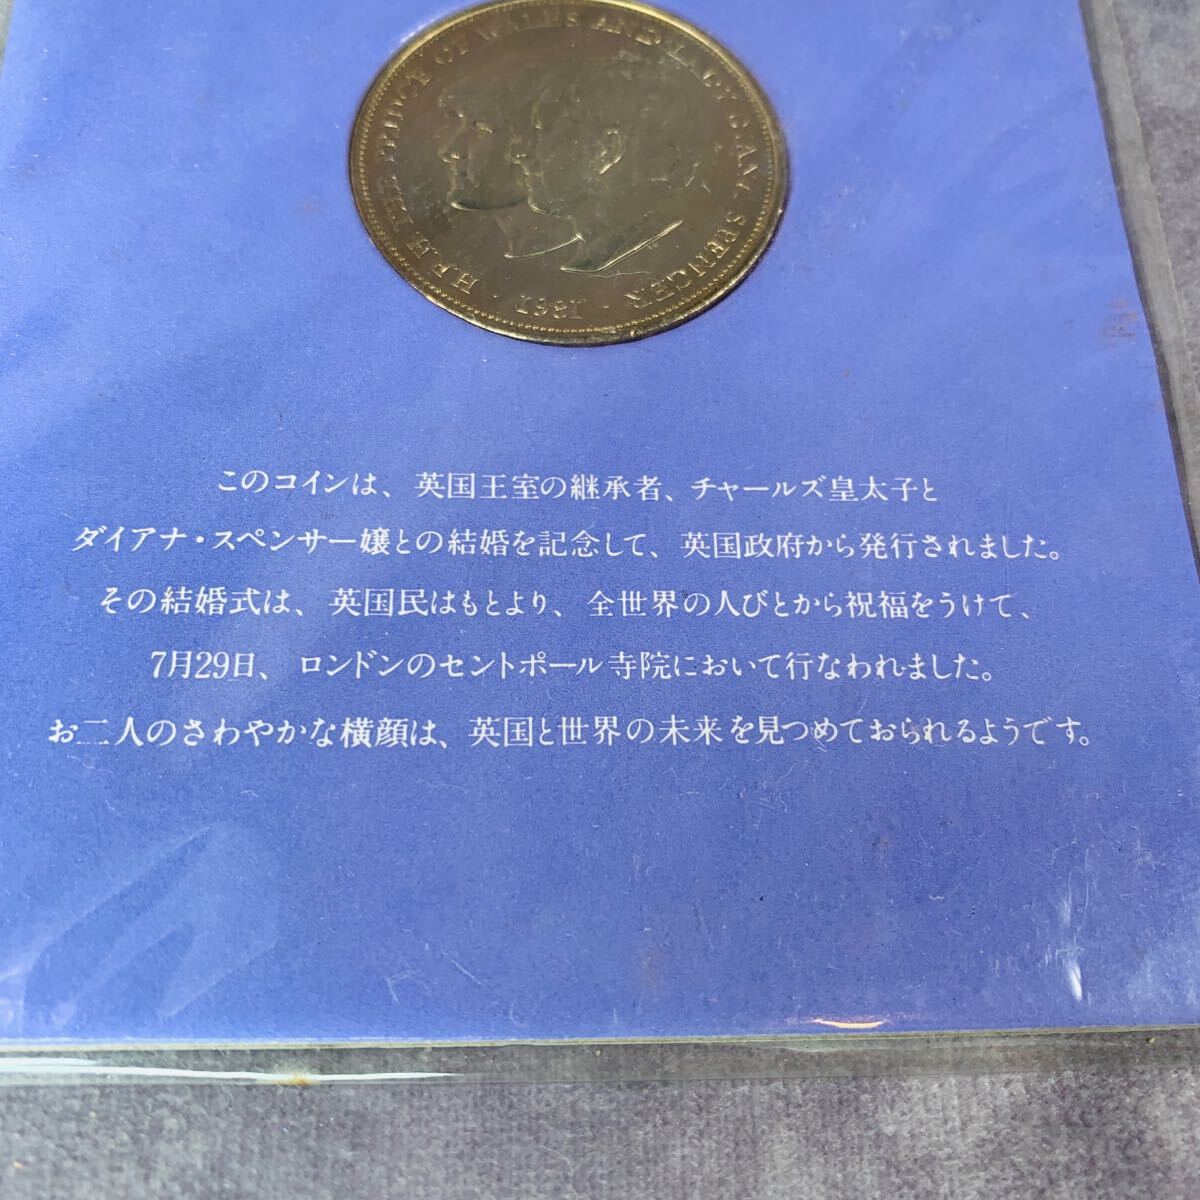 H.R.H. THE PRINCE OF WALES AND LADY DIANA SPENCER
· 1981 ·
このコインは、英国王室の継承者、チャールズ皇太子と
ダイアナ・スペンサー嬢との結婚を記念して、英国政府から発行されました。
その結婚式は、英国民はもとより、全世界の人びとから祝福をうけて、
7月29日、ロンドンのセントポール寺院において行なわれました。
お二人のさわやかな横顔は、英国と世界の未来を見つめておられるようです。